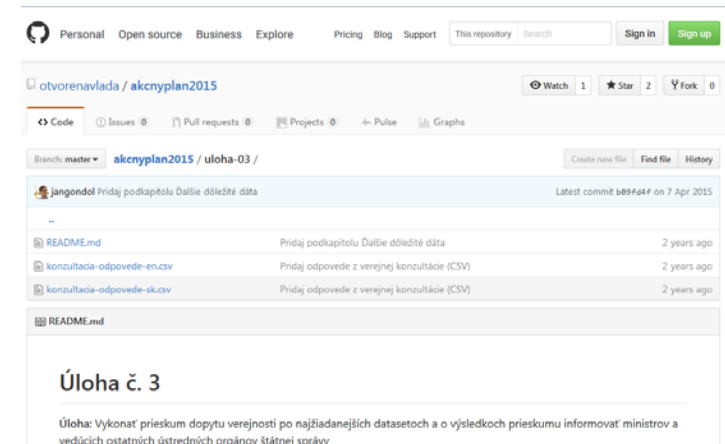 Personal Open source Business Explore Pricing Blog Support This repository Search Sign in Sign up
otvorenavlada / akcnyplan2015 Watch 1 Star 2 Fork 0
Code Issues 0 Pull requests 0 Projects 0 Pulse Graphs
Branch: master akcnyplan2015 / uloha-03 / Create new file Find file History
jangondol Pridaj podkapitolu Ďalšie dôležité dáta Latest commit b09fd4f on 7 Apr 2015
..
README.md Pridaj podkapitolu Ďalšie dôležité dáta 2 years ago
konzultacia-odpovede-en.csv Pridaj odpovede z verejnej konzultácie (CSV) 2 years ago
konzultacia-odpovede-sk.csv Pridaj odpovede z verejnej konzultácie (CSV) 2 years ago
README.md
Úloha č. 3
Úloha: Vykonať prieskum dopytu verejnosti po najžiadanejších datasetoch a o výsledkoch prieskumu informovať ministrov a
vedúcich ostatných ústredných orgánov štátnej správy